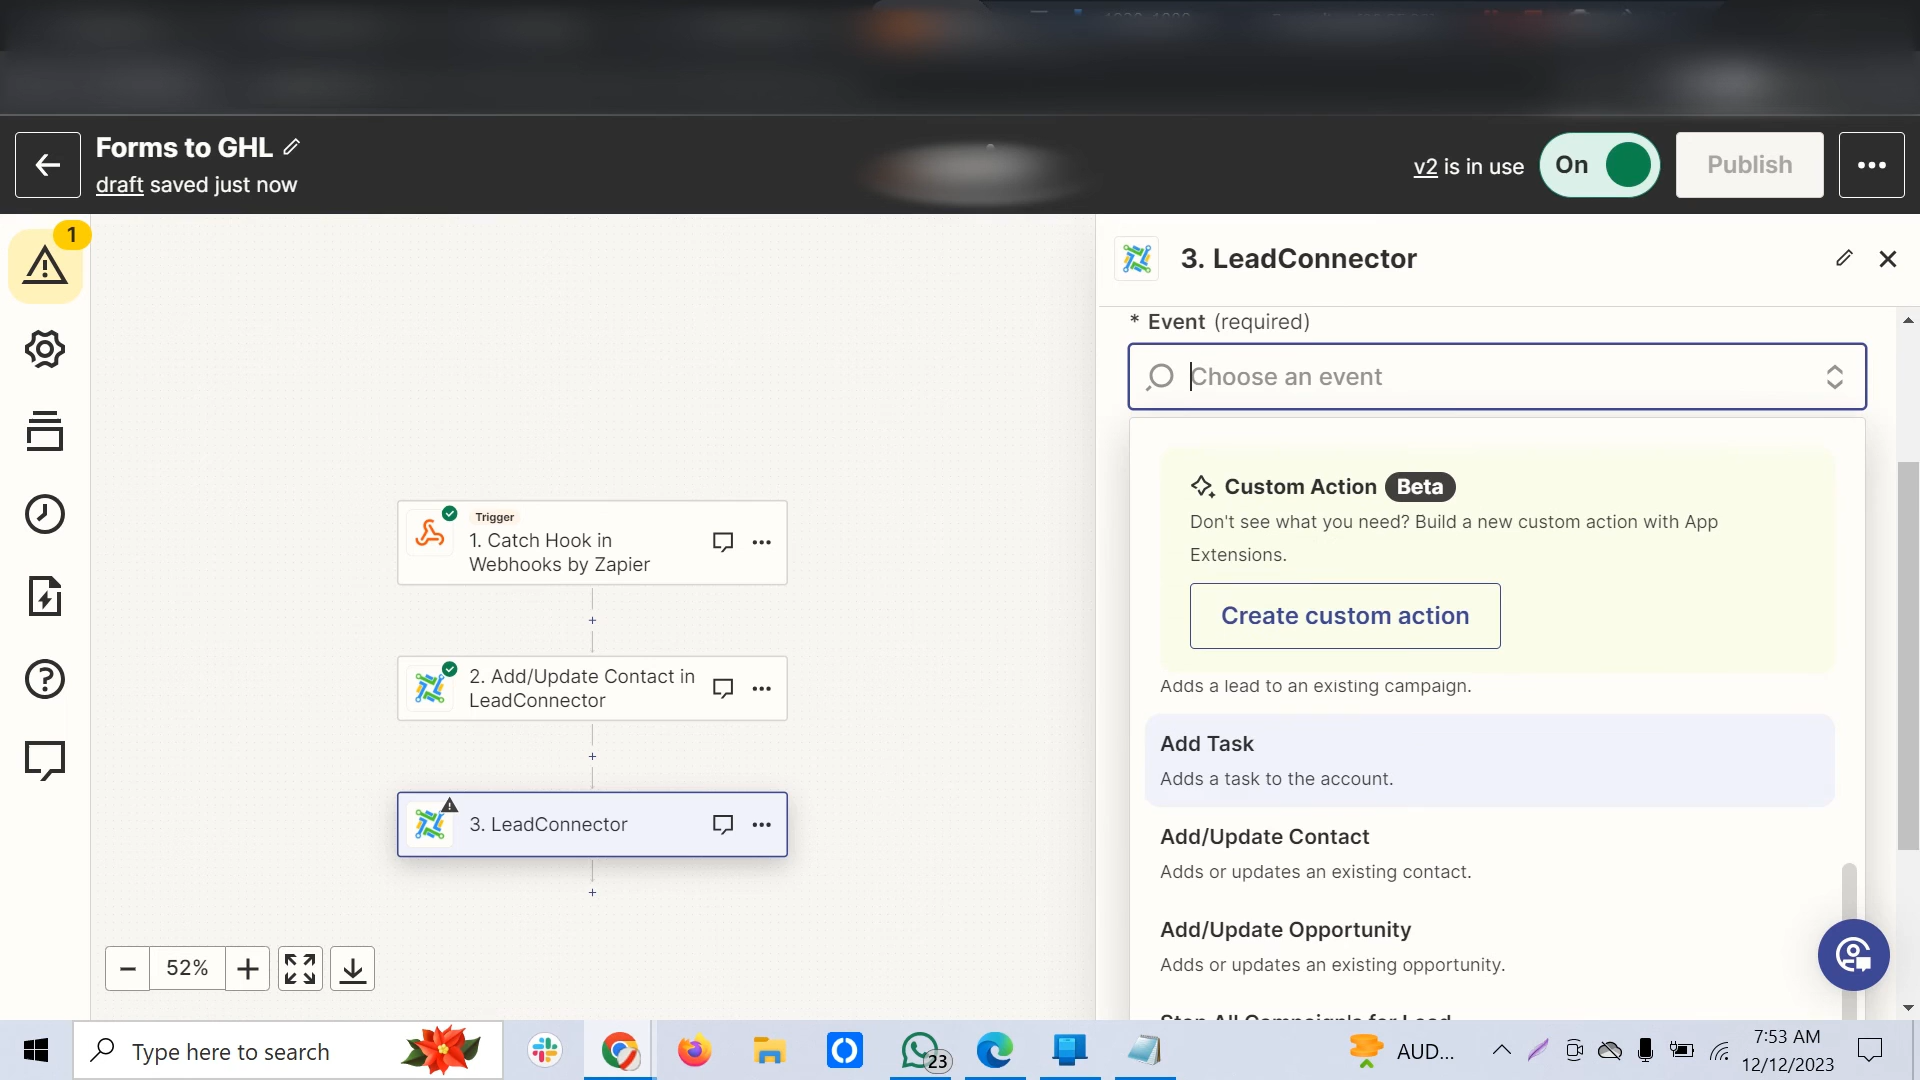 Forms to GHL
draft saved just now
v2 is in use
On
Publish
1
3. LeadConnector
* Event (required)
Choose an event
Custom Action Beta
Don't see what you need? Build a new custom action with App
Extensions.
Create custom action
Adds a lead to an existing campaign.
Add Task
Adds a task to the account.
Add/Update Contact
Adds or updates an existing contact.
Add/Update Opportunity
Adds or updates an existing opportunity.
Trigger
1. Catch Hook in
Webhooks by Zapier
2. Add/Update Contact in
LeadConnector
3. LeadConnector
52%
Type here to search
23
AUD...
7:53 AM
12/12/2023